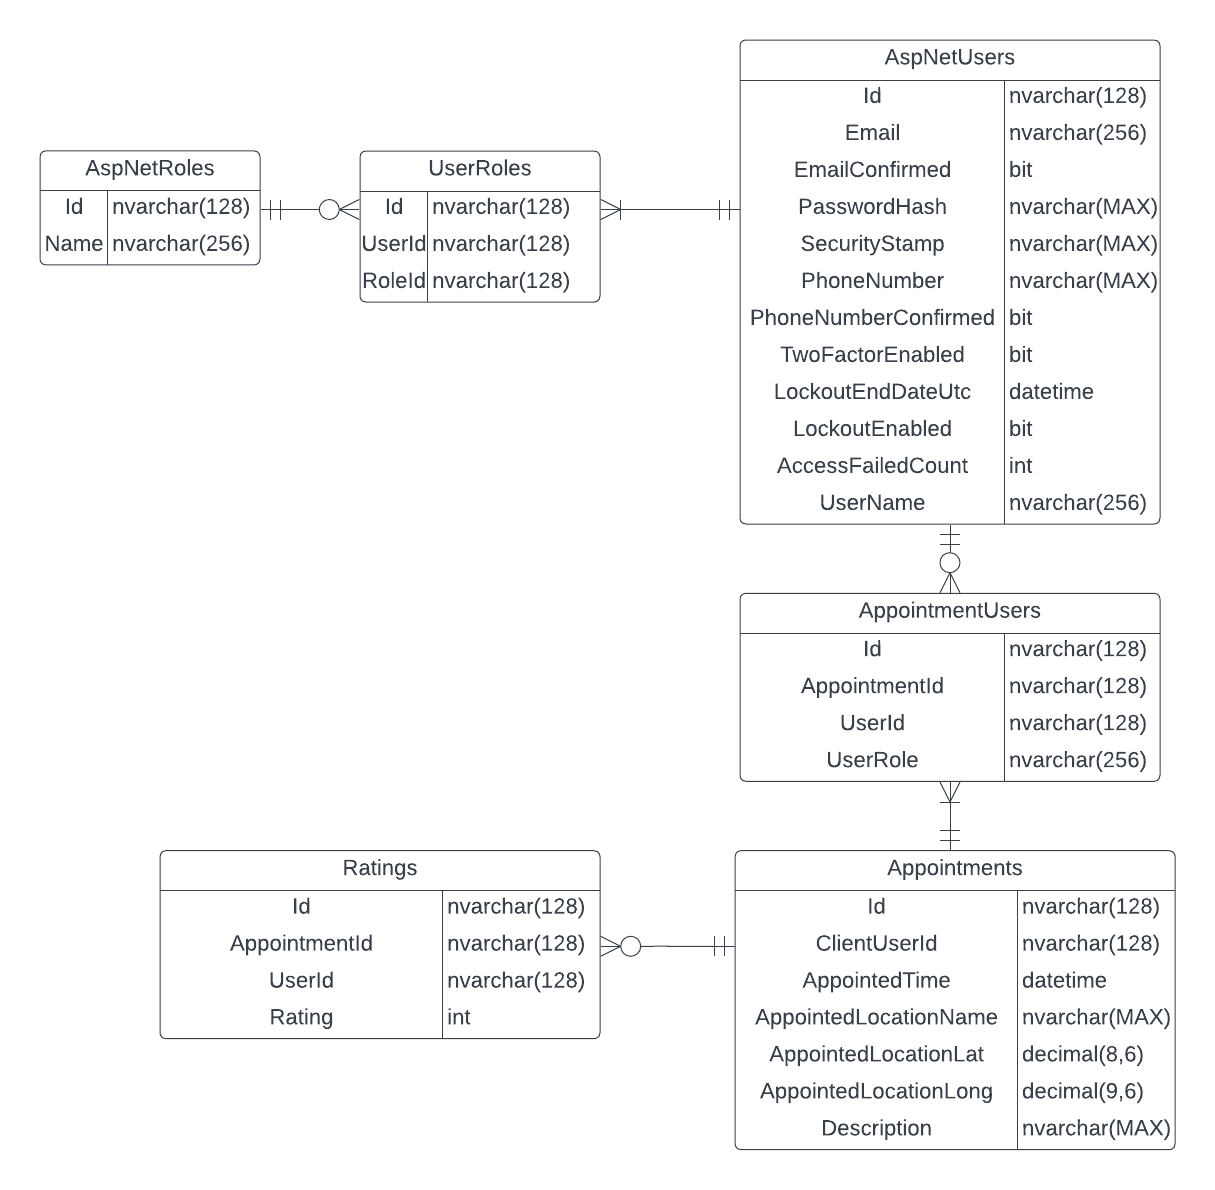 AspNetUsers
Id nvarchar(128)
Email nvarchar(256)
EmailConfirmed bit
PasswordHash nvarchar(MAX)
SecurityStamp nvarchar(MAX)
PhoneNumber nvarchar(MAX)
PhoneNumberConfirmed bit
TwoFactorEnabled bit
LockoutEndDateUtc datetime
LockoutEnabled bit
AccessFailedCount int
UserName nvarchar(256)
AspNetRoles
Id nvarchar(128)
Name nvarchar(256)
UserRoles
Id nvarchar(128)
UserId nvarchar(128)
RoleId nvarchar(128)
AppointmentUsers
Id nvarchar(128)
AppointmentId nvarchar(128)
UserId nvarchar(128)
UserRole nvarchar(256)
Ratings
Id nvarchar(128)
AppointmentId nvarchar(128)
UserId nvarchar(128)
Rating int
Appointments
Id nvarchar(128)
ClientUserId nvarchar(128)
AppointedTime datetime
AppointedLocationName nvarchar(MAX)
AppointedLocationLat decimal(8,6)
AppointedLocationLong decimal(9,6)
Description nvarchar(MAX)